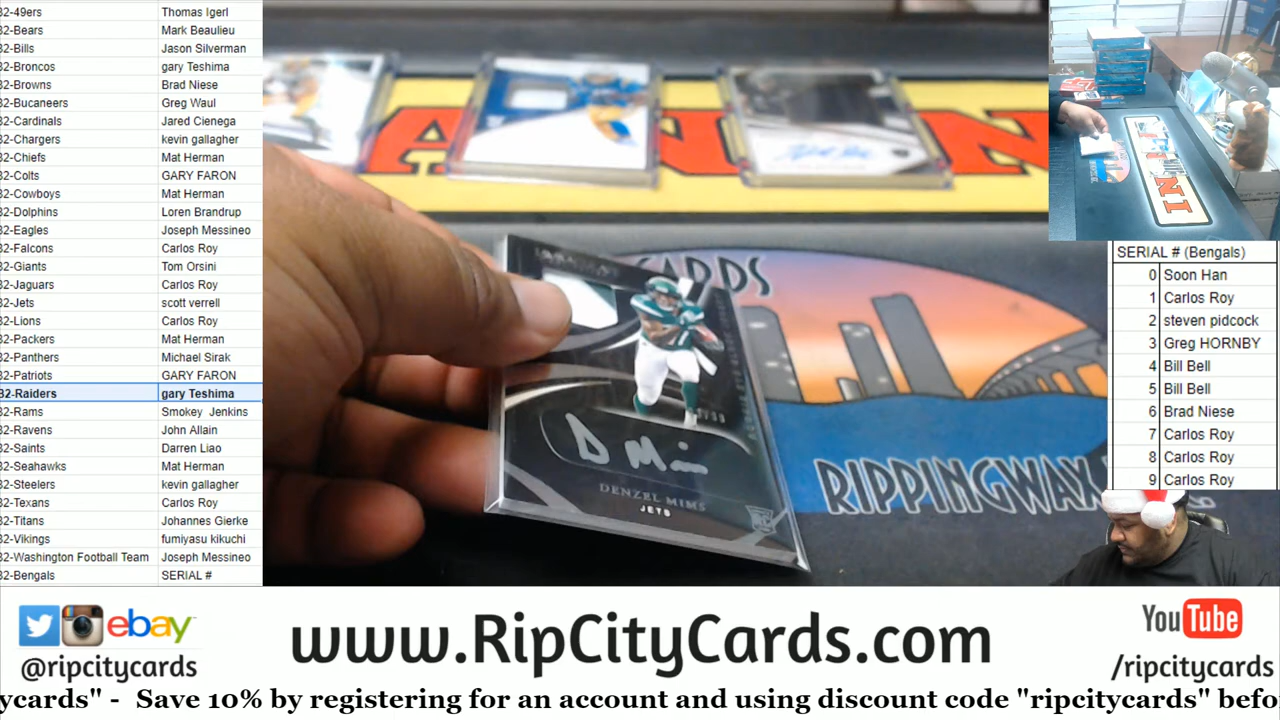 32-49ers Thomas Igerl
32-Bears Mark Beaulieu
32-Bills Jason Silverman
32-Broncos gary Teshima
32-Browns Brad Niese
32-Bucaneers Greg Waul
32-Cardinals Jared Cienega
32-Chargers kevin gallagher
32-Chiefs Mat Herman
32-Colts GARY FARON
32-Cowboys Mat Herman
32-Dolphins Loren Brandrup
32-Eagles Joseph Messineo
32-Falcons Carlos Roy
32-Giants Tom Orsini
32-Jaguars Carlos Roy
32-Jets scott verrell
32-Lions Carlos Roy
32-Packers Mat Herman
32-Panthers Michael Sirak
32-Patriots GARY FARON
32-Raiders gary Teshima
32-Rams Smokey Jenkins
32-Ravens John Allain
32-Saints Darren Liao
32-Seahawks Mat Herman
32-Steelers kevin gallagher
32-Texans Carlos Roy
32-Titans Johannes Gierke
32-Vikings fumiyasu kikuchi
32-Washington Football Team Joseph Messineo
32-Bengals SERIAL #
CARDS
D Mi
DENZEL MIMS
JETS
RIPPINGWAX
SERIAL # (Bengals)
0 Soon Han
1 Carlos Roy
2 steven pidcock
3 Greg HORNBY
4 Bill Bell
5 Bill Bell
6 Brad Niese
7 Carlos Roy
8 Carlos Roy
9 Carlos Roy
ebay
@ripcitycards
www.RipCityCards.com
YouTube
/ripcitycards
ycards" - Save 10% by registering for an account and using discount code "ripcitycards" befo